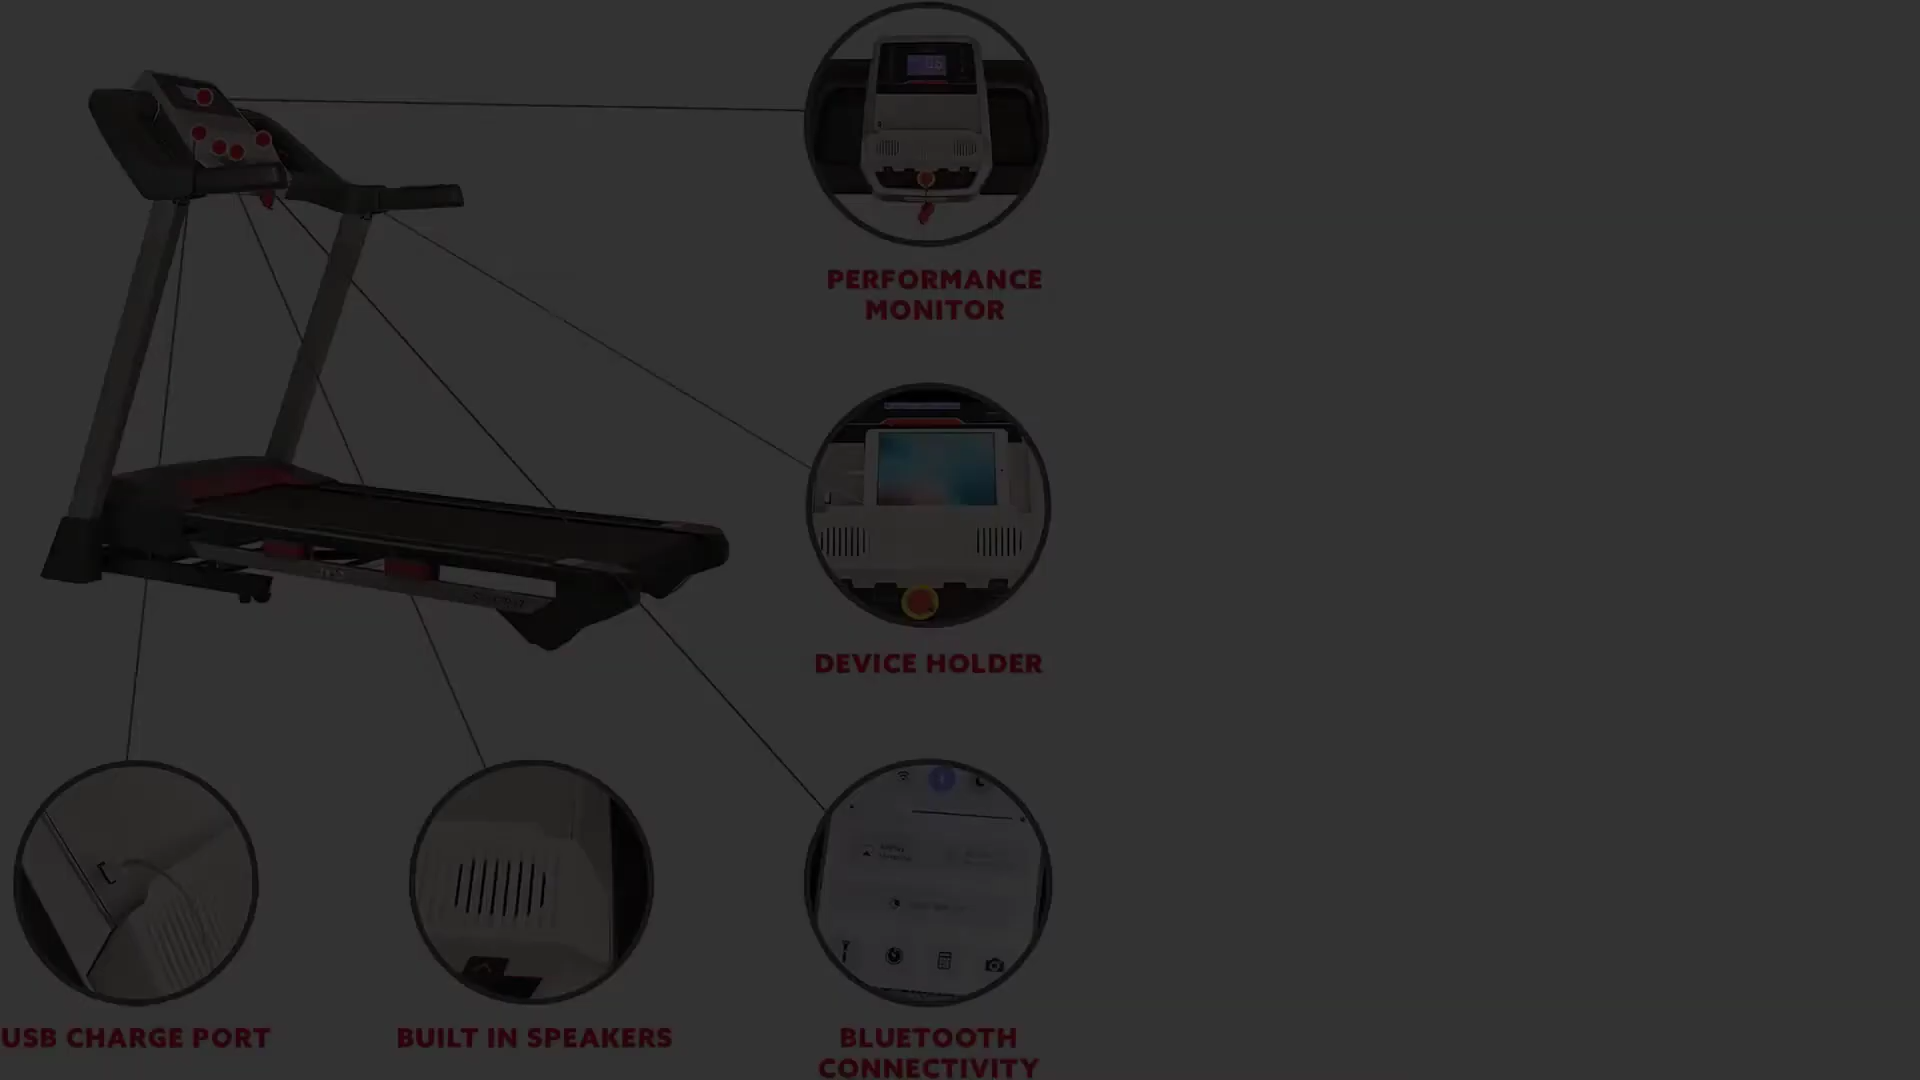 PERFORMANCE
MONITOR
DEVICE HOLDER
USB CHARGE PORT
BUILT IN SPEAKERS
BLUETOOTH
CONNECTIVITY